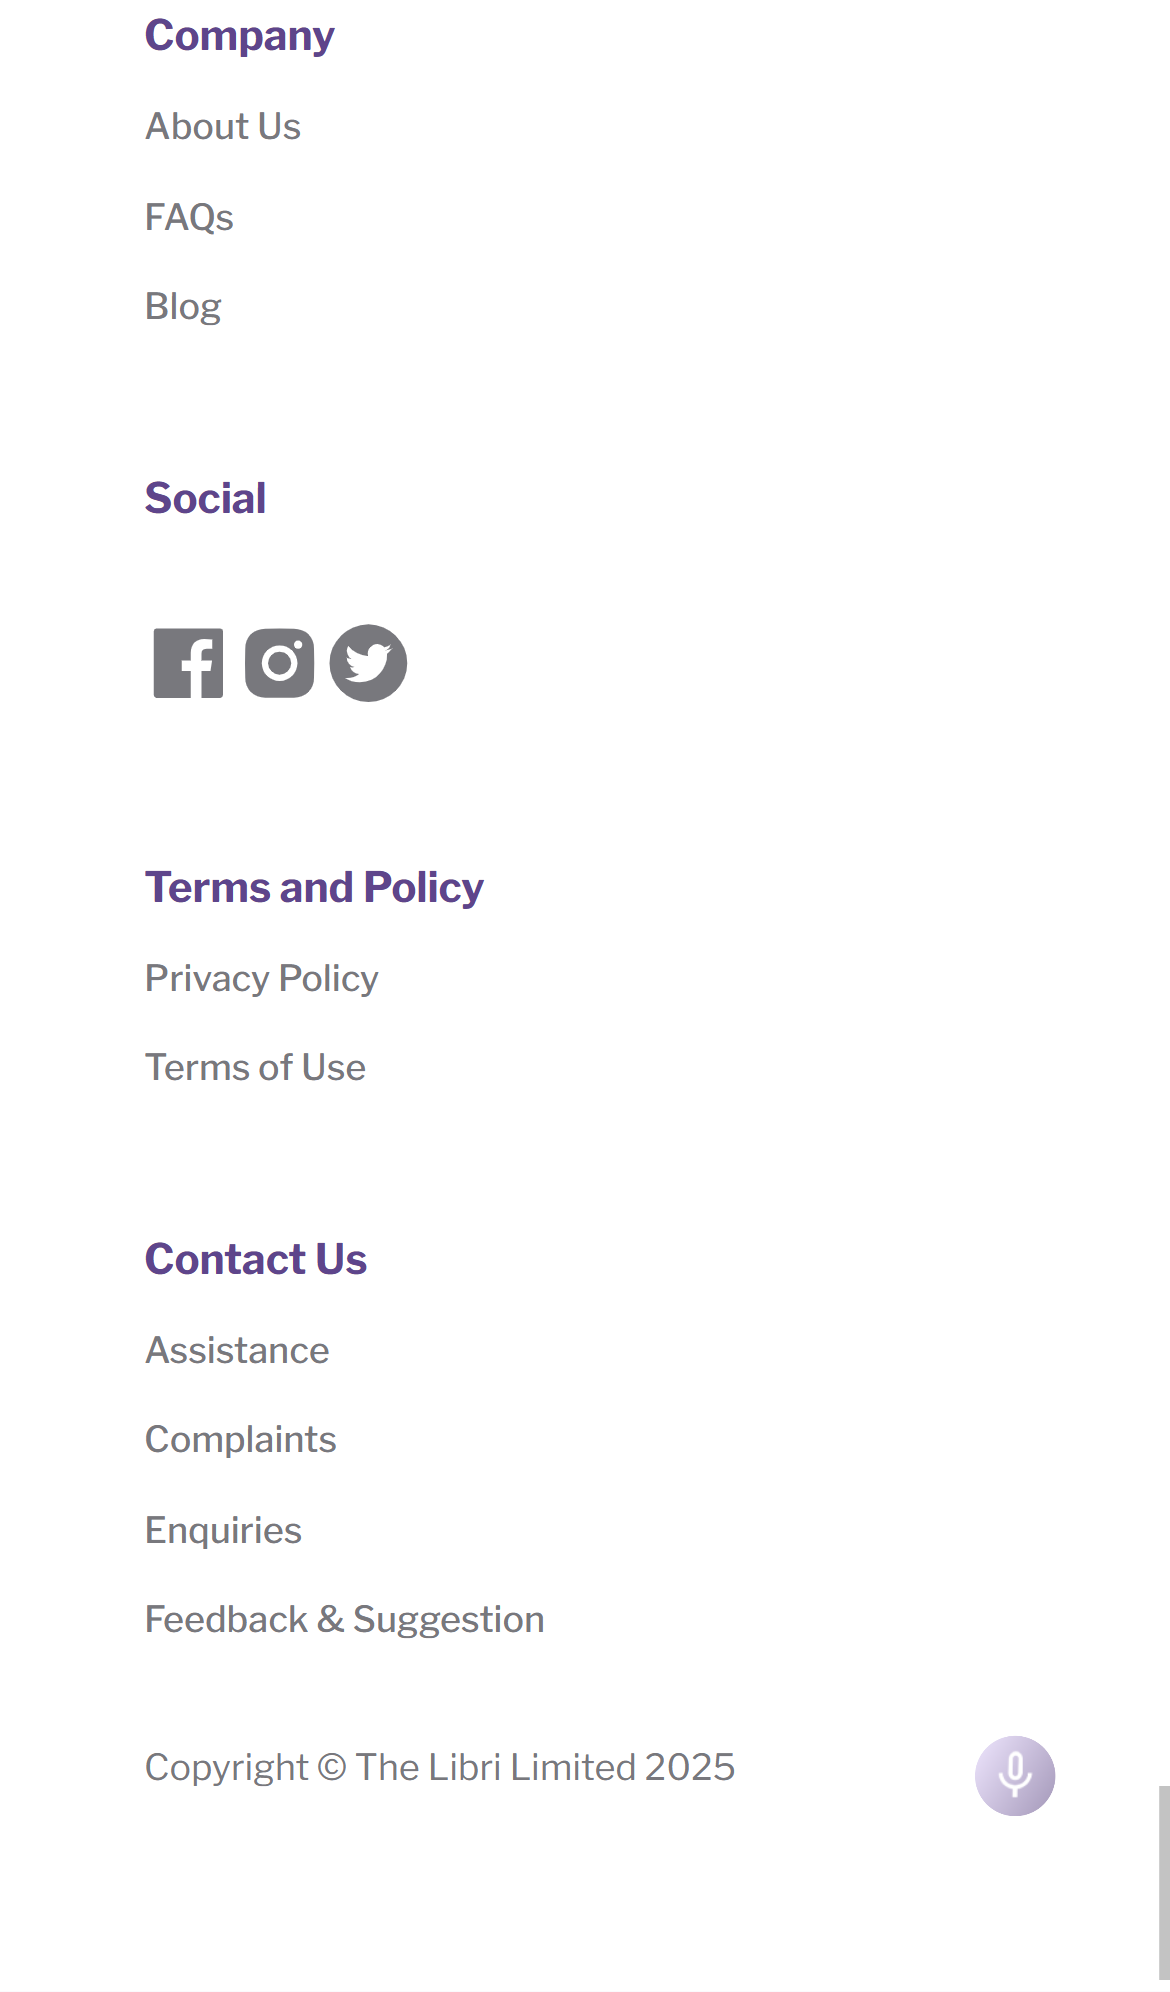 Company
About Us
FAQs
Blog
Social
Terms and Policy
Privacy Policy
Terms of Use
Contact Us
Assistance
Complaints
Enquiries
Feedback & Suggestion
Copyright © The Libri Limited 2025